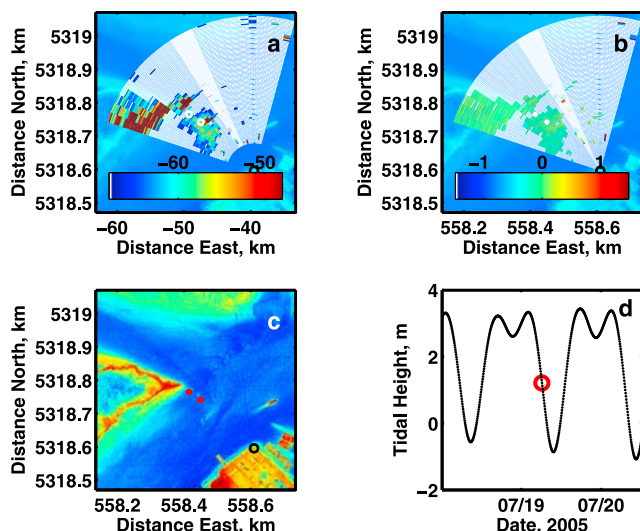 a
5319
5318.9
5318.8
5318.7
5318.6
5318.5
Distance North, km
−60 −50
−60 −50 −40
Distance East, km
b
5319
5318.9
5318.8
5318.7
5318.6
5318.5
Distance North, km
−1 0 1
558.2 558.4 558.6
Distance East, km
c
5319
5318.9
5318.8
5318.7
5318.6
5318.5
Distance North, km
558.2 558.4 558.6
Distance East, km
d
4
2
0
−2
Tidal Height, m
07/19 07/20
Date, 2005